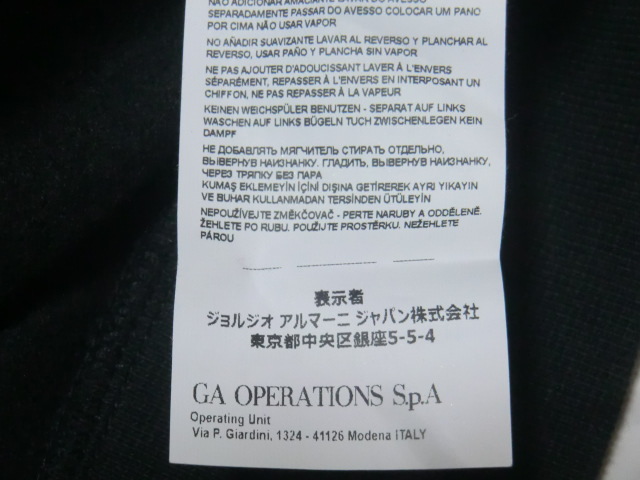 NÃO ADICIONAR AMACIANTE LAVAR DO AVESSO
SEPARADAMENTE PASSAR DO AVESSO COLOCAR UM PANO
POR CIMA NÃO USAR VAPOR
NO AÑADIR SUAVIZANTE LAVAR AL REVERSO Y PLANCHAR AL
REVERSO, USAR PAÑO Y PLANCHA SIN VAPOR
NE PAS AJOUTER D'ADOUCISSANT LAVER À L'ENVERS
SÉPARÉMENT, REPASSER À L'ENVERS EN INTERPOSANT UN
CHIFFON, NE PAS REPASSER À LA VAPEUR
KEINEN WEICHSPÜLER BENUTZEN - SEPARAT AUF LINKS
WASCHEN AUF LINKS BÜGELN TUCH ZWISCHENLEGEN KEIN
DAMPF
НЕ ДОБАВЛЯТЬ МЯГЧИТЕЛЬ СТИРАТЬ ОТДЕЛЬНО,
ВЫВЕРНУВ НАИЗНАНКУ. ГЛАДИТЬ, ВЫВЕРНУВ НАИЗНАНКУ,
ЧЕРЕЗ ТРЯПКУ БЕЗ ПАРА
KUMAŞ EKLEMEYİN İÇİNİ DIŞINA GETİREREK AYRI YIKAYIN
VE BUHAR KULLANMADAN TERSİNDEN ÜTÜLEYİN
NEPOUŽÍVEJTE ZMĚKČOVAČ - PERTE NARUBY A ODDĚLENĚ.
ŽEHLETE PO RUBU. POUŽIJTE PROSTĚRKU. NEŽEHLETE
PÁROU
表示者
ジョルジオ アルマーニ ジャパン株式会社
東京都中央区銀座5-5-4
GA OPERATIONS S.p.A
Operating Unit
Via P. Giardini, 1324 - 41126 Modena ITALY